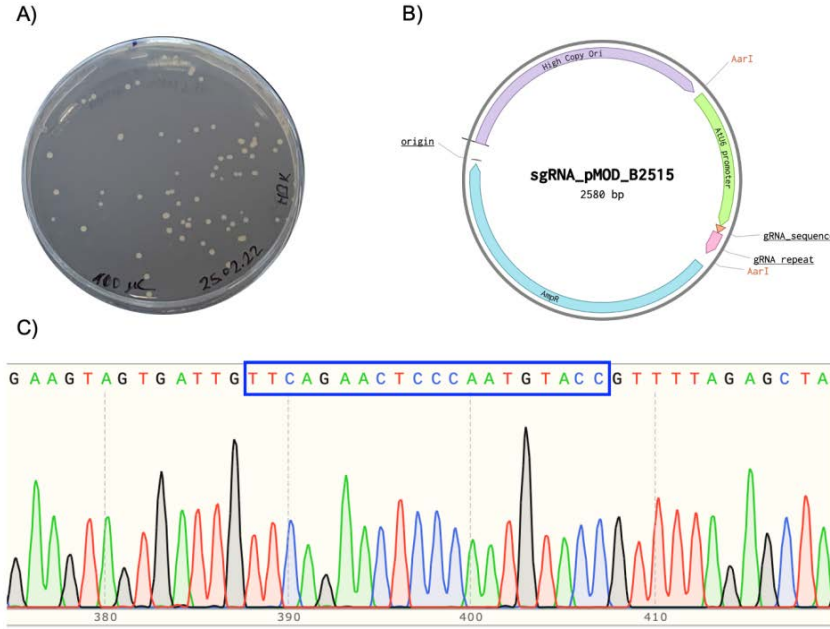 A)
B)
100 µL
25.02.22
High Copy Ori
AarI
AtU6 promoter
origin
sgRNA_pMOD_B2515
2580 bp
gRNA_sequence
gRNA repeat
AarI
AmpR
C)
GAAGTAGTGATTGTTCAGAACTCCCAATGTACCGTTTTAGAGCTA
380
390
400
410